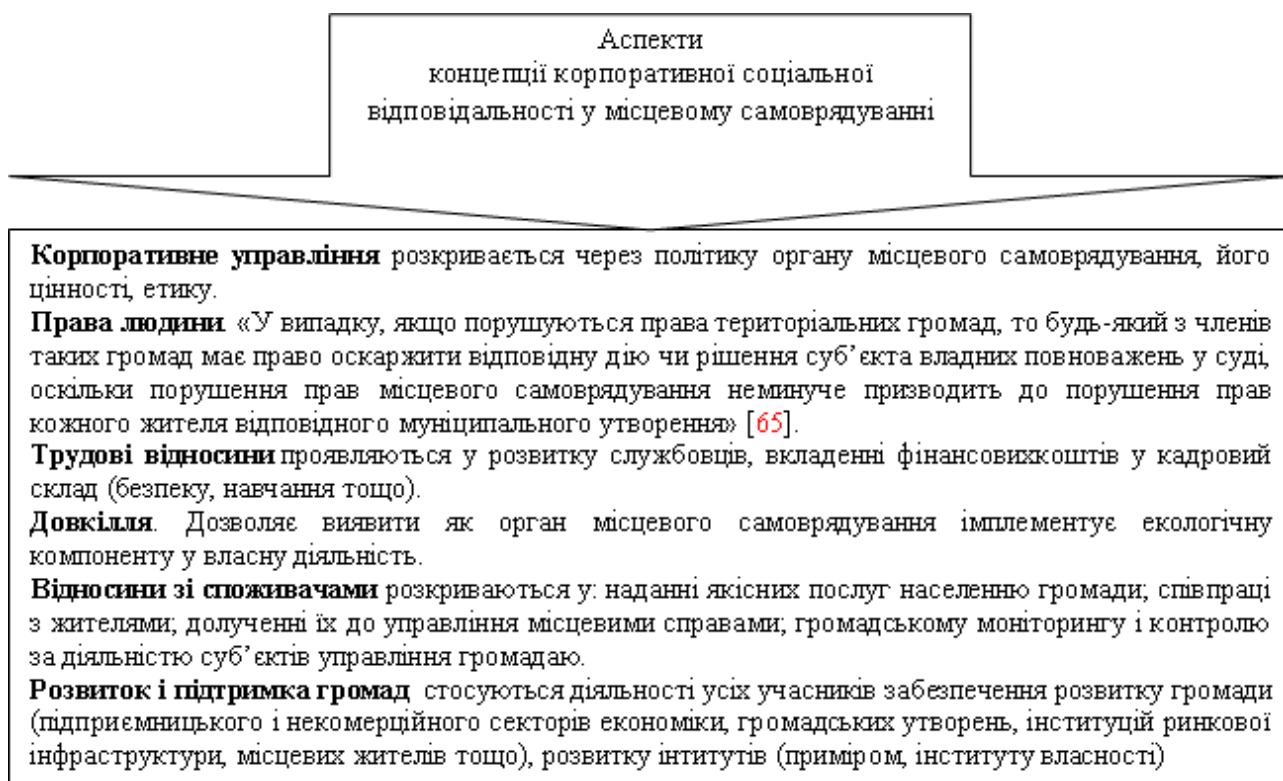 Аспекти
концепції корпоративної соціальної
відповідальності у місцевому самоврядуванні
Корпоративне управління розкривається через політику органу місцевого самоврядування, його
цінності, етику.
Права людини. «У випадку, якщо порушуються права територіальних громад, то будь-який з членів
таких громад має право оскаржити відповідну дію чи рішення суб’єкта владних повноважень у суді,
оскільки порушення прав місцевого самоврядування неминуче призводить до порушення прав
кожного жителя відповідного муніципального утворення» [65].
Трудові відносини проявляються у розвитку службовців, вкладенні фінансовихкоштів у кадровий
склад (безпеку, навчання тощо).
Довкілля. Дозволяє виявити як орган місцевого самоврядування імплементує екологічну
компоненту у власну діяльність.
Відносини зі споживачами розкриваються у: наданні якісних послуг населенню громади; співпраці
з жителями; долученні їх до управління місцевими справами; громадському моніторингу і контролю
за діяльністю суб’єктів управління громадаю.
Розвиток і підтримка громад стосуються діяльності усіх учасників забезпечення розвитку громади
(підприємницького і некомерційного секторів економіки, громадських утворень, інституцій ринкової
інфраструктури, місцевих жителів тощо), розвитку інтитутів (приміром, інституту власності)